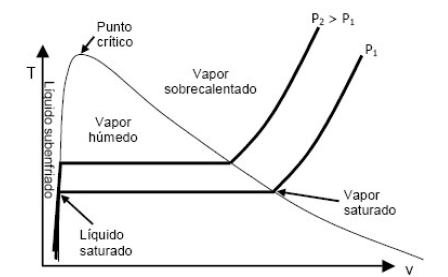 Punto
crítico
P₂ > P₁
P₁
T
Vapor
sobrecalentado
Líquido subenfriado
Vapor
húmedo
Vapor
saturado
Líquido
saturado
v